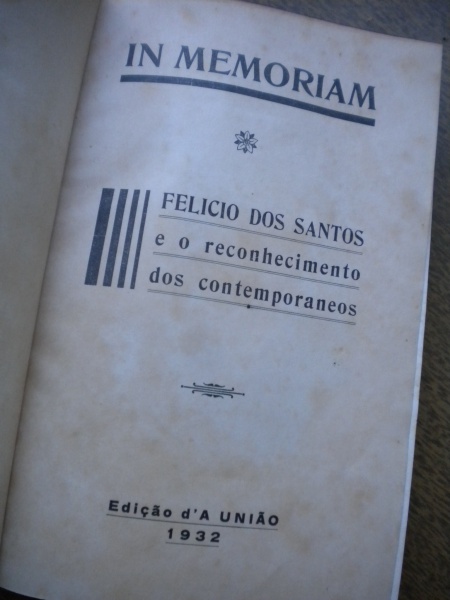 IN MEMORIAM
FELICIO DOS SANTOS
e o reconhecimento
dos contemporaneos
Edição d'A UNIÃO
1932